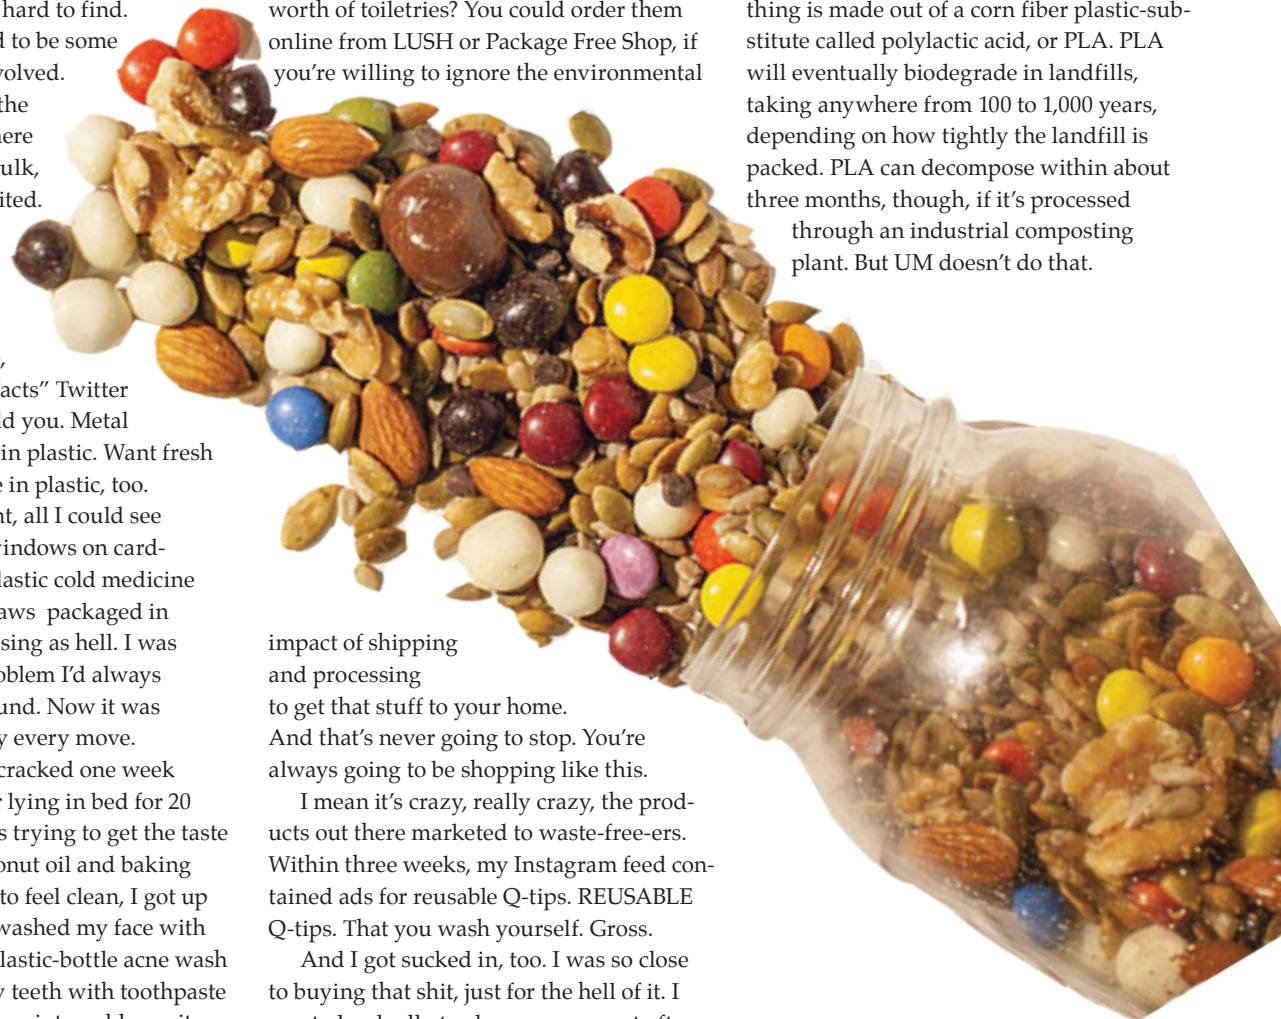 hard to find.
to be some
volved.
the
here
ulk,
ited.
acts” Twitter
ld you. Metal
in plastic. Want fresh
in plastic, too.
nt, all I could see
windows on card-
lastic cold medicine
aws packaged in
sing as hell. I was
oblem I’d always
und. Now it was
y every move.
cracked one week
lying in bed for 20
s trying to get the taste
onut oil and baking
to feel clean, I got up
washed my face with
lastic-bottle acne wash
y teeth with toothpaste
worth of toiletries? You could order them
online from LUSH or Package Free Shop, if
you’re willing to ignore the environmental
impact of shipping
and processing
to get that stuff to your home.
And that’s never going to stop. You’re
always going to be shopping like this.
I mean it’s crazy, really crazy, the prod-
ucts out there marketed to waste-free-ers.
Within three weeks, my Instagram feed con-
tained ads for reusable Q-tips. REUSABLE
Q-tips. That you wash yourself. Gross.
And I got sucked in, too. I was so close
to buying that shit, just for the hell of it. I
thing is made out of a corn fiber plastic-sub-
stitute called polylactic acid, or PLA. PLA
will eventually biodegrade in landfills,
taking anywhere from 100 to 1,000 years,
depending on how tightly the landfill is
packed. PLA can decompose within about
three months, though, if it’s processed
through an industrial composting
plant. But UM doesn’t do that.